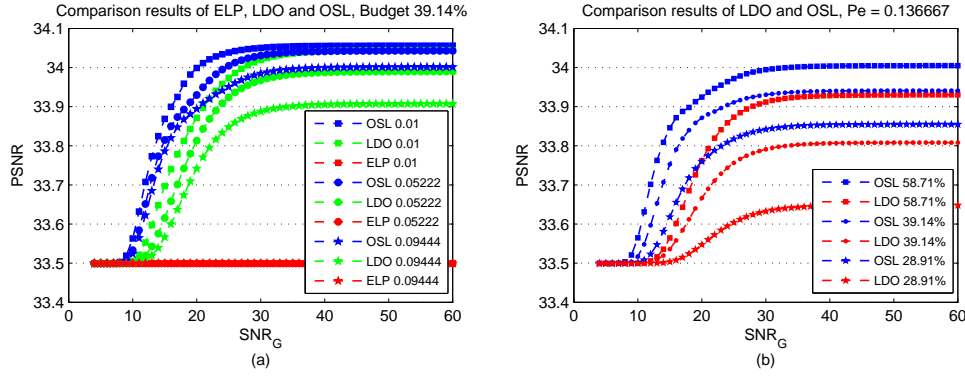 Comparison results of ELP, LDO and OSL, Budget 39.14%
34.1
34
33.9
33.8
33.7
33.6
33.5
33.4
PSNR
0 10 20 30 40 50 60
SNR_G
(a)
OSL 0.01
LDO 0.01
ELP 0.01
OSL 0.05222
LDO 0.05222
ELP 0.05222
OSL 0.09444
LDO 0.09444
ELP 0.09444
Comparison results of LDO and OSL, Pe = 0.136667
34.1
34
33.9
33.8
33.7
33.6
33.5
33.4
PSNR
0 10 20 30 40 50 60
SNR_G
(b)
OSL 58.71%
LDO 58.71%
OSL 39.14%
LDO 39.14%
OSL 28.91%
LDO 28.91%